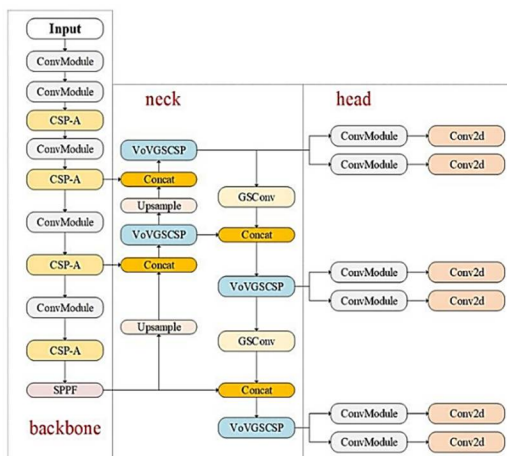 Input
ConvModule
ConvModule
CSP-A
ConvModule
CSP-A
ConvModule
CSP-A
ConvModule
CSP-A
SPPF
backbone
neck
VoVGSCSP
Concat
Upsample
VoVGSCSP
Concat
Upsample
GSConv
Concat
VoVGSCSP
GSConv
Concat
VoVGSCSP
head
ConvModule Conv2d
ConvModule Conv2d
ConvModule Conv2d
ConvModule Conv2d
ConvModule Conv2d
ConvModule Conv2d